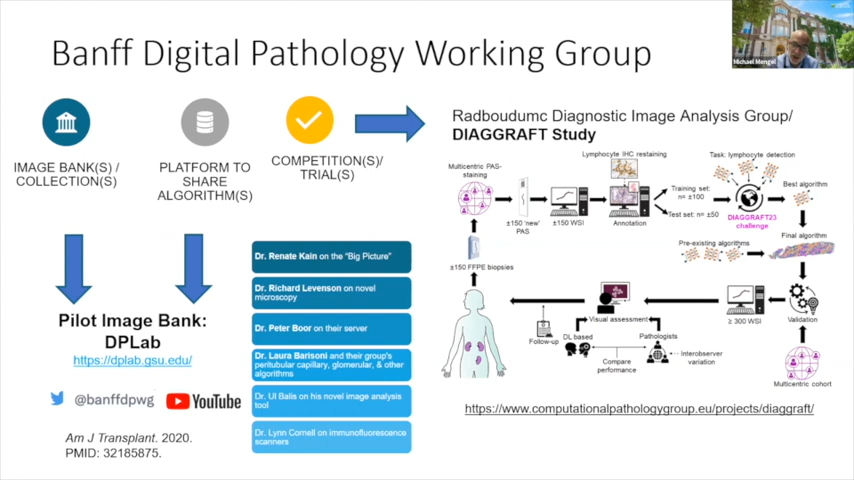 Banff Digital Pathology Working Group
Michael Mengel
IMAGE BANK(S) /
COLLECTION(S)
PLATFORM TO
SHARE
ALGORITHM(S)
COMPETITION(S)/
TRIAL(S)
Pilot Image Bank:
DPLab
https://dplab.gsu.edu/
@banffdpwg
YouTube
Am J Transplant. 2020.
PMID: 32185875.
Dr. Renate Kain on the "Big Picture"
Dr. Richard Levenson on novel
microscopy
Dr. Peter Boor on their server
Dr. Laura Barisoni and their group's
peritubular capillary, glomerular, & other
algorithms
Dr. Ul Balis on his novel image analysis
tool
Dr. Lynn Cornell on immunofluorescence
scanners
Radboudumc Diagnostic Image Analysis Group/
DIAGGRAFT Study
Multicentric PAS-
staining
±150 'new'
PAS
±150 WSI
Lymphocyte IHC restaining
Annotation
Training set:
n= ±100
Test set: n= ±50
Task: lymphocyte detection
DIAGGRAFT23
challenge
Best algorithm
Final algorithm
Pre-existing algorithms
±150 FFPE biopsies
Validation
≥ 300 WSI
Multicentric cohort
Visual assessment
Follow-up
DL based
Pathologists
Compare
performance
Interobserver
variation
https://www.computationalpathologygroup.eu/projects/diaggraft/